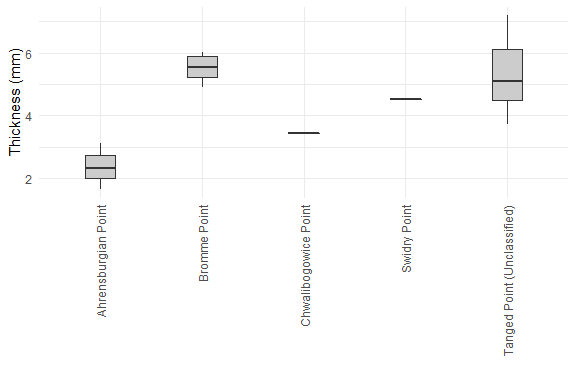 Thickness (mm)
6
4
2
Ahrensburgian Point
Bromme Point
Chwalibogowice Point
Swidry Point
Tanged Point (Unclassified)